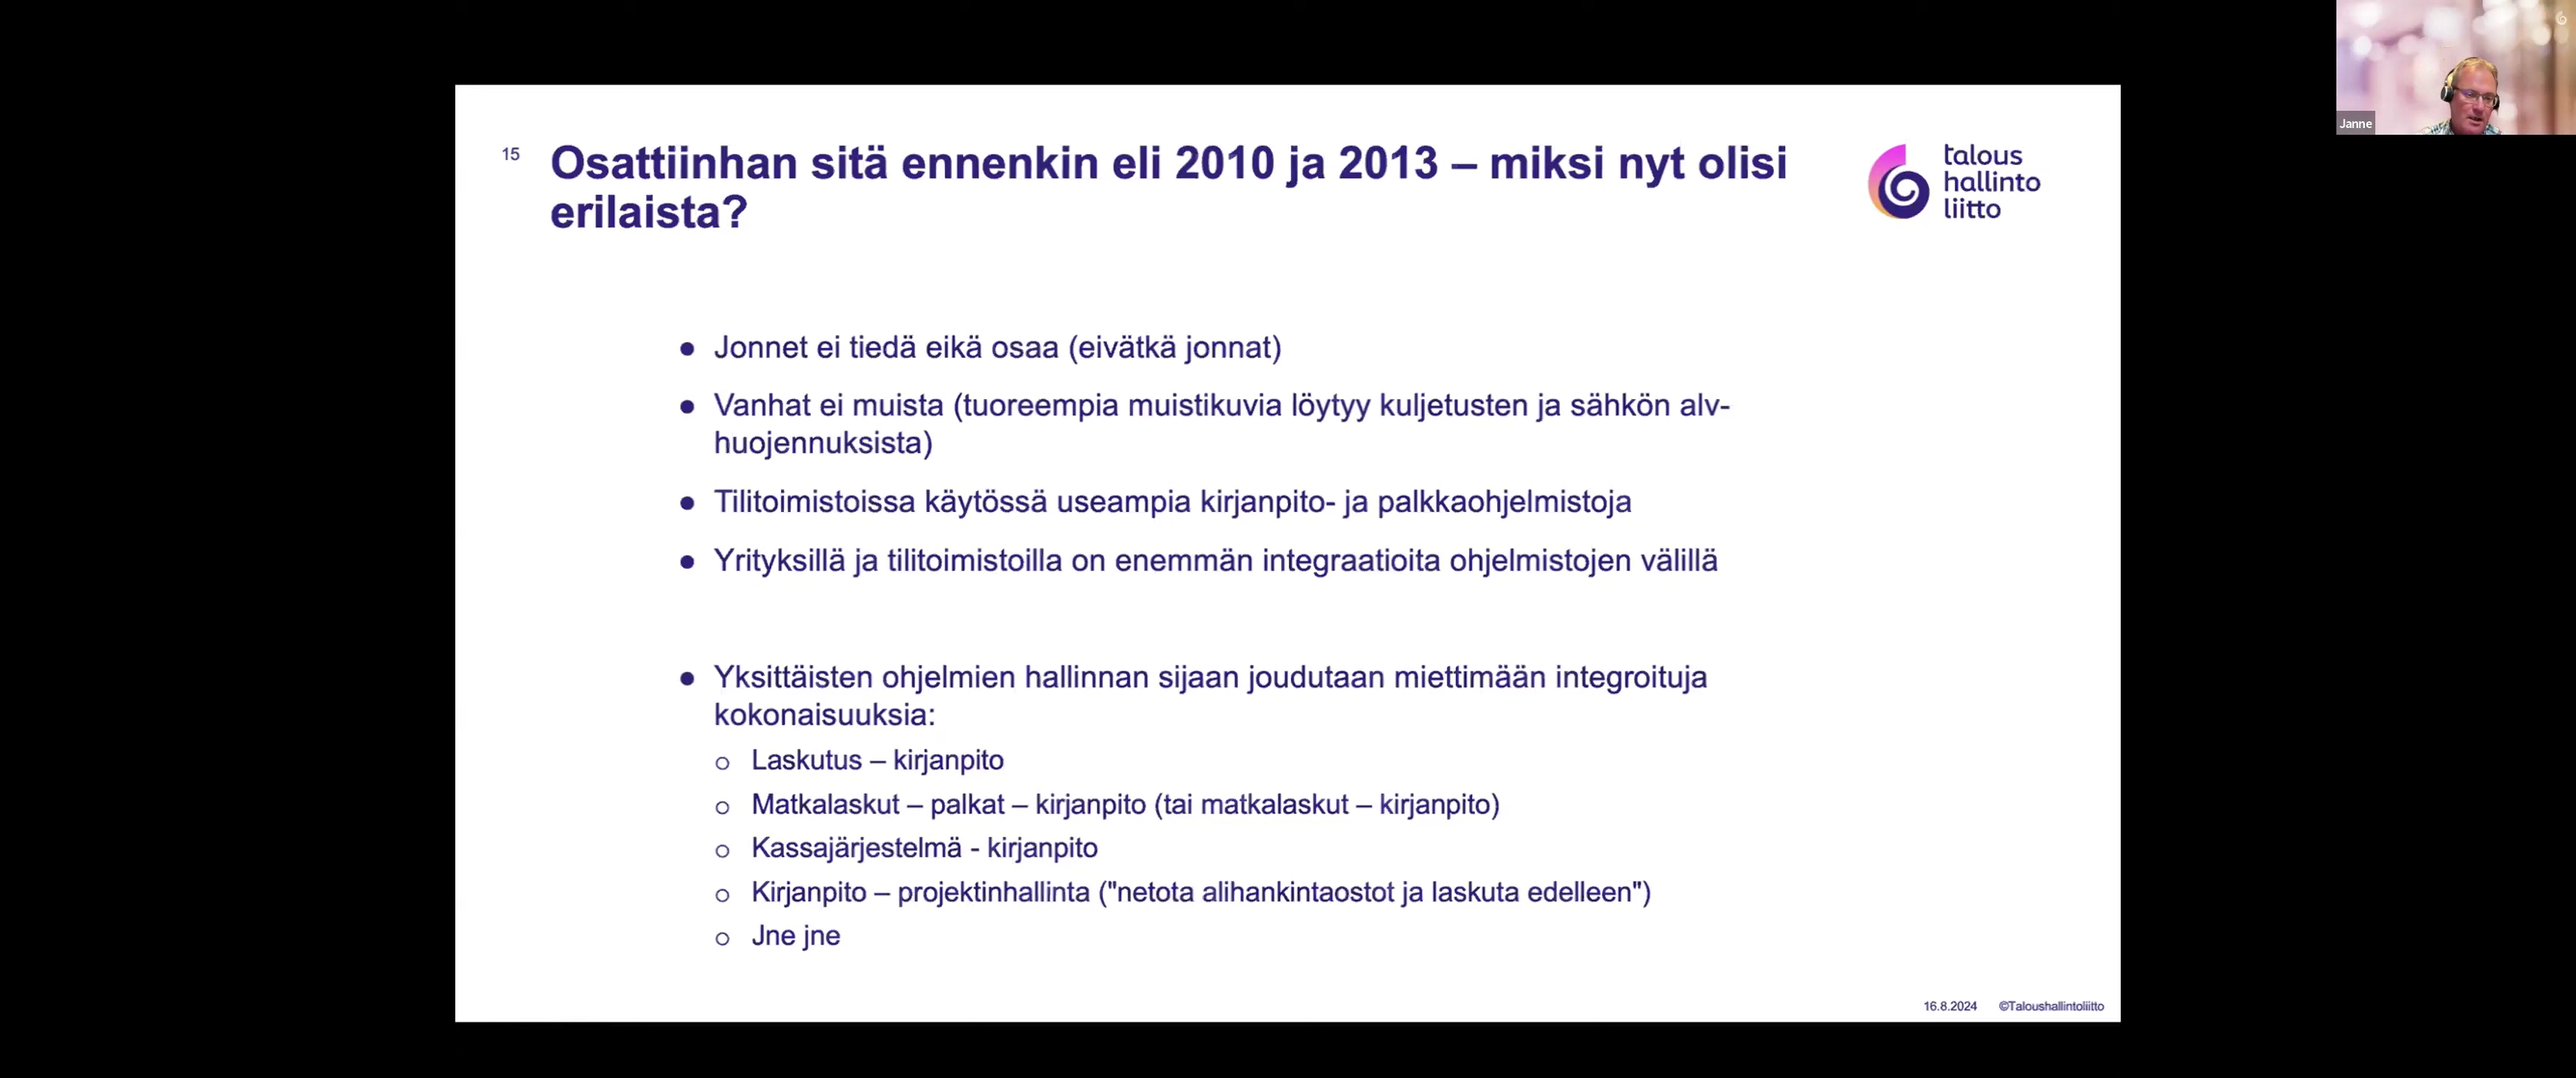 Janne
15
Osattiinhan sitä ennenkin eli 2010 ja 2013 – miksi nyt olisi
erilaista?
talous
hallinto
liitto
● Jonnet ei tiedä eikä osaa (eivätkä jonnat)
● Vanhat ei muista (tuoreempia muistikuvia löytyy kuljetusten ja sähkön alv-
huojennuksista)
● Tilitoimistoissa käytössä useampia kirjanpito- ja palkkaohjelmistoja
● Yrityksillä ja tilitoimistoilla on enemmän integraatioita ohjelmistojen välillä
● Yksittäisten ohjelmien hallinnan sijaan joudutaan miettimään integroituja
kokonaisuuksia:
o Laskutus – kirjanpito
o Matkalaskut – palkat – kirjanpito (tai matkalaskut – kirjanpito)
o Kassajärjestelmä - kirjanpito
o Kirjanpito – projektinhallinta ("netota alihankintaostot ja laskuta edelleen")
o Jne jne
16.8.2024 ©Taloushallintoliitto